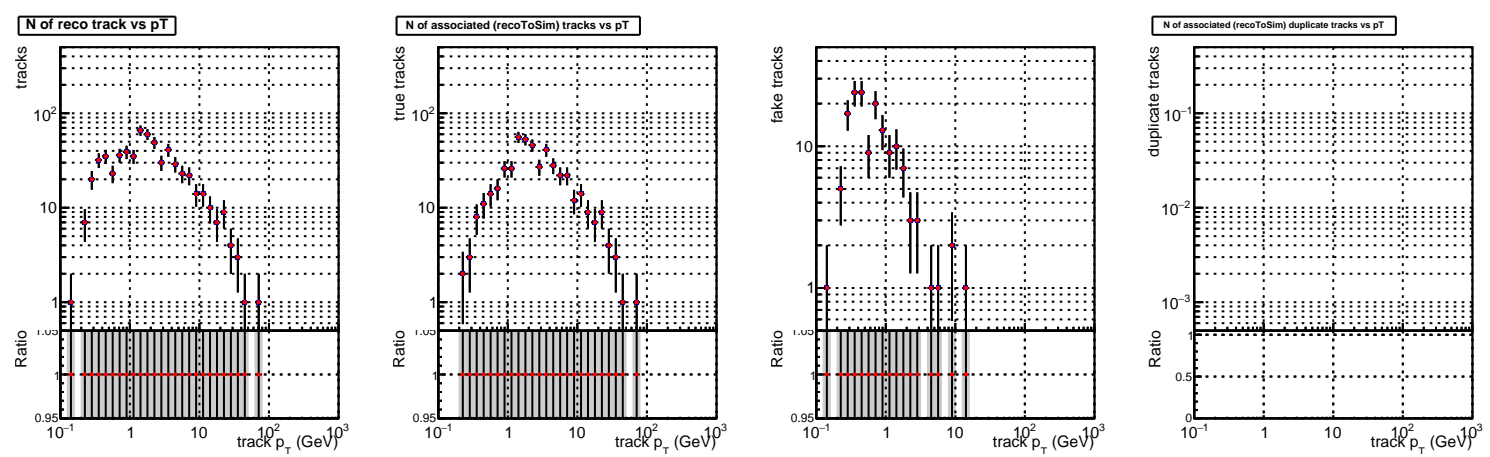 N of reco track vs pT
tracks
10²
10
1
1.05
Ratio
1
0.95
10⁻¹
1
10
10²
10³
track p_T (GeV)
N of associated (recoToSim) tracks vs pT
true tracks
10²
10
1
1.05
Ratio
1
0.95
10⁻¹
1
10
10²
10³
track p_T (GeV)
fake tracks
10
1
1.05
Ratio
1
0.95
10⁻¹
1
10
10²
10³
track p_T (GeV)
N of associated (recoToSim) duplicate tracks vs pT
duplicate tracks
10⁻¹
10⁻²
10⁻³
Ratio
1
0.5
0
10⁻¹
1
10
10²
10³
track p_T (GeV)